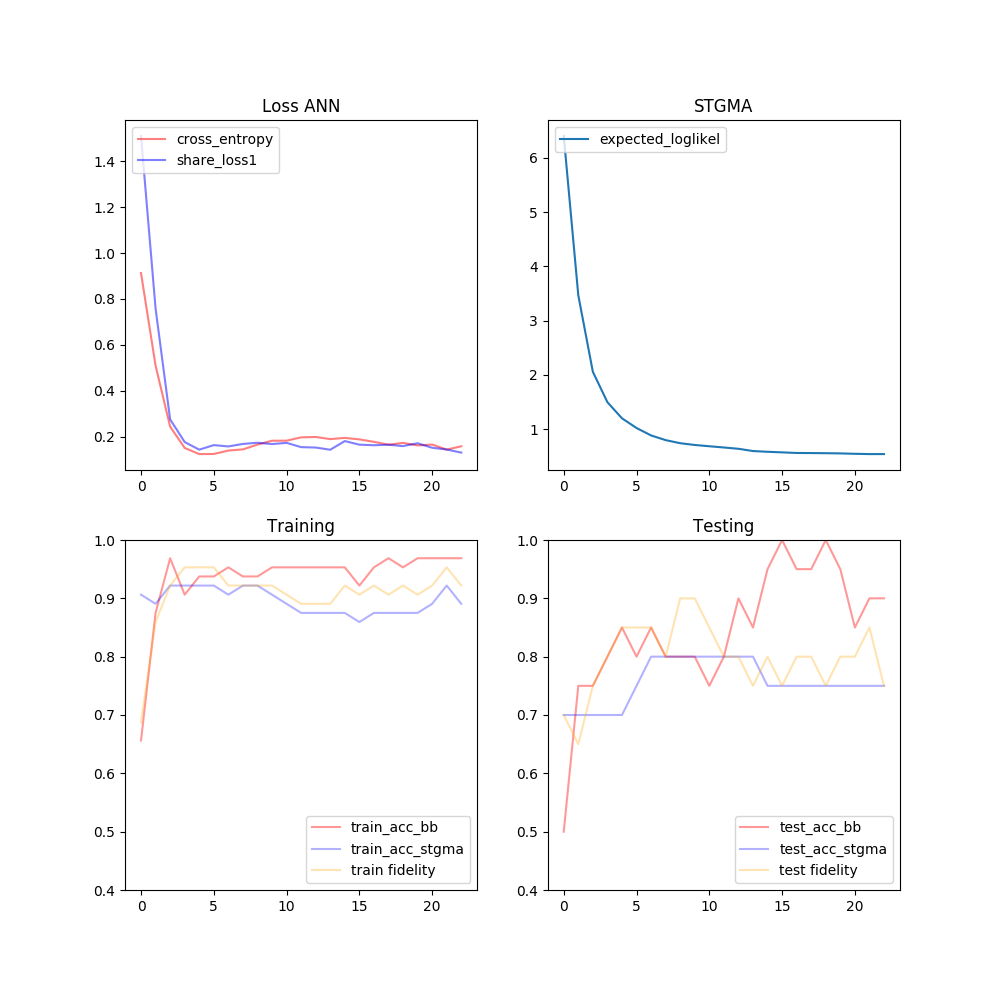 Loss ANN
cross_entropy
share_loss1
1.4
1.2
1.0
0.8
0.6
0.4
0.2
0 5 10 15 20
STGMA
expected_loglikel
6
5
4
3
2
1
0 5 10 15 20
Training
1.0
0.9
0.8
0.7
0.6
0.5
0.4
train_acc_bb
train_acc_stgma
train fidelity
0 5 10 15 20
Testing
1.0
0.9
0.8
0.7
0.6
0.5
0.4
test_acc_bb
test_acc_stgma
test fidelity
0 5 10 15 20